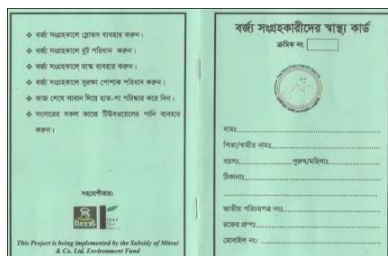 ❖ বর্জ্য সংগ্রহকালে গ্লোভস ব্যবহার করুন।
❖ বর্জ্য সংগ্রহকালে বুট পরিধান করুন।
❖ বর্জ্য সংগ্রহকালে মাস্ক ব্যবহার করুন।
❖ বর্জ্য সংগ্রহকালে সুরক্ষা পোশাক পরিধান করুন।
❖ কাজ শেষে সাবান দিয়ে হাত-পা পরিষ্কার করে নিন।
❖ সংসারের সকল কাজে টিউবওয়েলের পানি ব্যবহার
করুন।
সহযোগীতায়:
This Project is being implemented by the Subsidy of Mitsui
& Co. Ltd. Environment Fund
বর্জ্য সংগ্রহকারীদের স্বাস্থ্য কার্ড
ক্রমিক নং
নামঃ
পিতা/স্বামীর নামঃ
বয়সঃ পুরুষ/মহিলাঃ
ঠিকানাঃ
জাতীয় পরিচয়পত্র নংঃ
রক্তের গ্রুপঃ
মোবাইল নং: